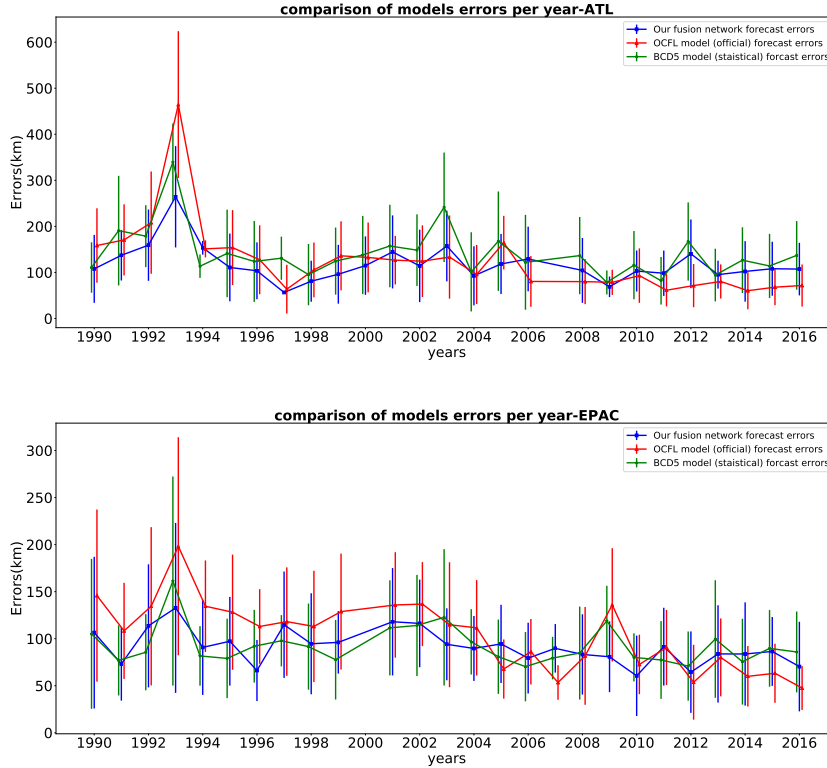 comparison of models errors per year-ATL
Our fusion network forecast errors
OCFL model (official) forecast errors
BCD5 model (staistical) forcast errors
600
500
400
300
200
100
0
Errors(km)
1990 1992 1994 1996 1998 2000 2002 2004 2006 2008 2010 2012 2014 2016
years
comparison of models errors per year-EPAC
Our fusion network forecast errors
OCFL model (official) forecast errors
BCD5 model (staistical) forcast errors
300
250
200
150
100
50
0
Errors(km)
1990 1992 1994 1996 1998 2000 2002 2004 2006 2008 2010 2012 2014 2016
years